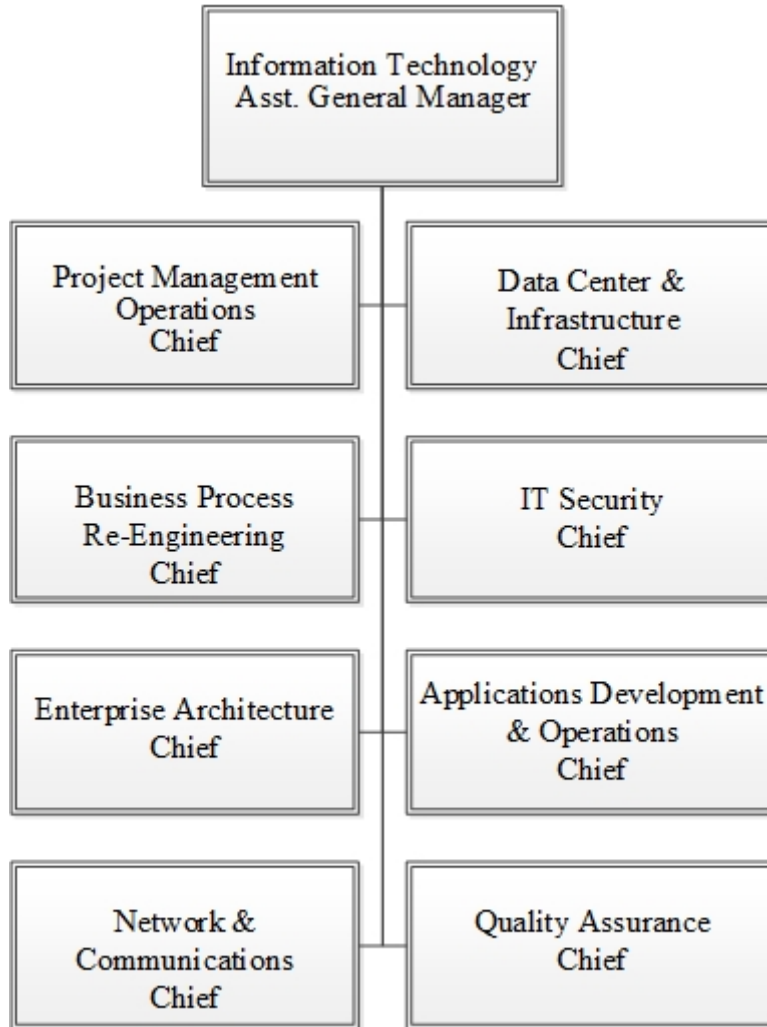 Information Technology
Asst. General Manager
Project Management
Operations
Chief
Data Center &
Infrastructure
Chief
Business Process
Re-Engineering
Chief
IT Security
Chief
Enterprise Architecture
Chief
Applications Development
& Operations
Chief
Network &
Communications
Chief
Quality Assurance
Chief